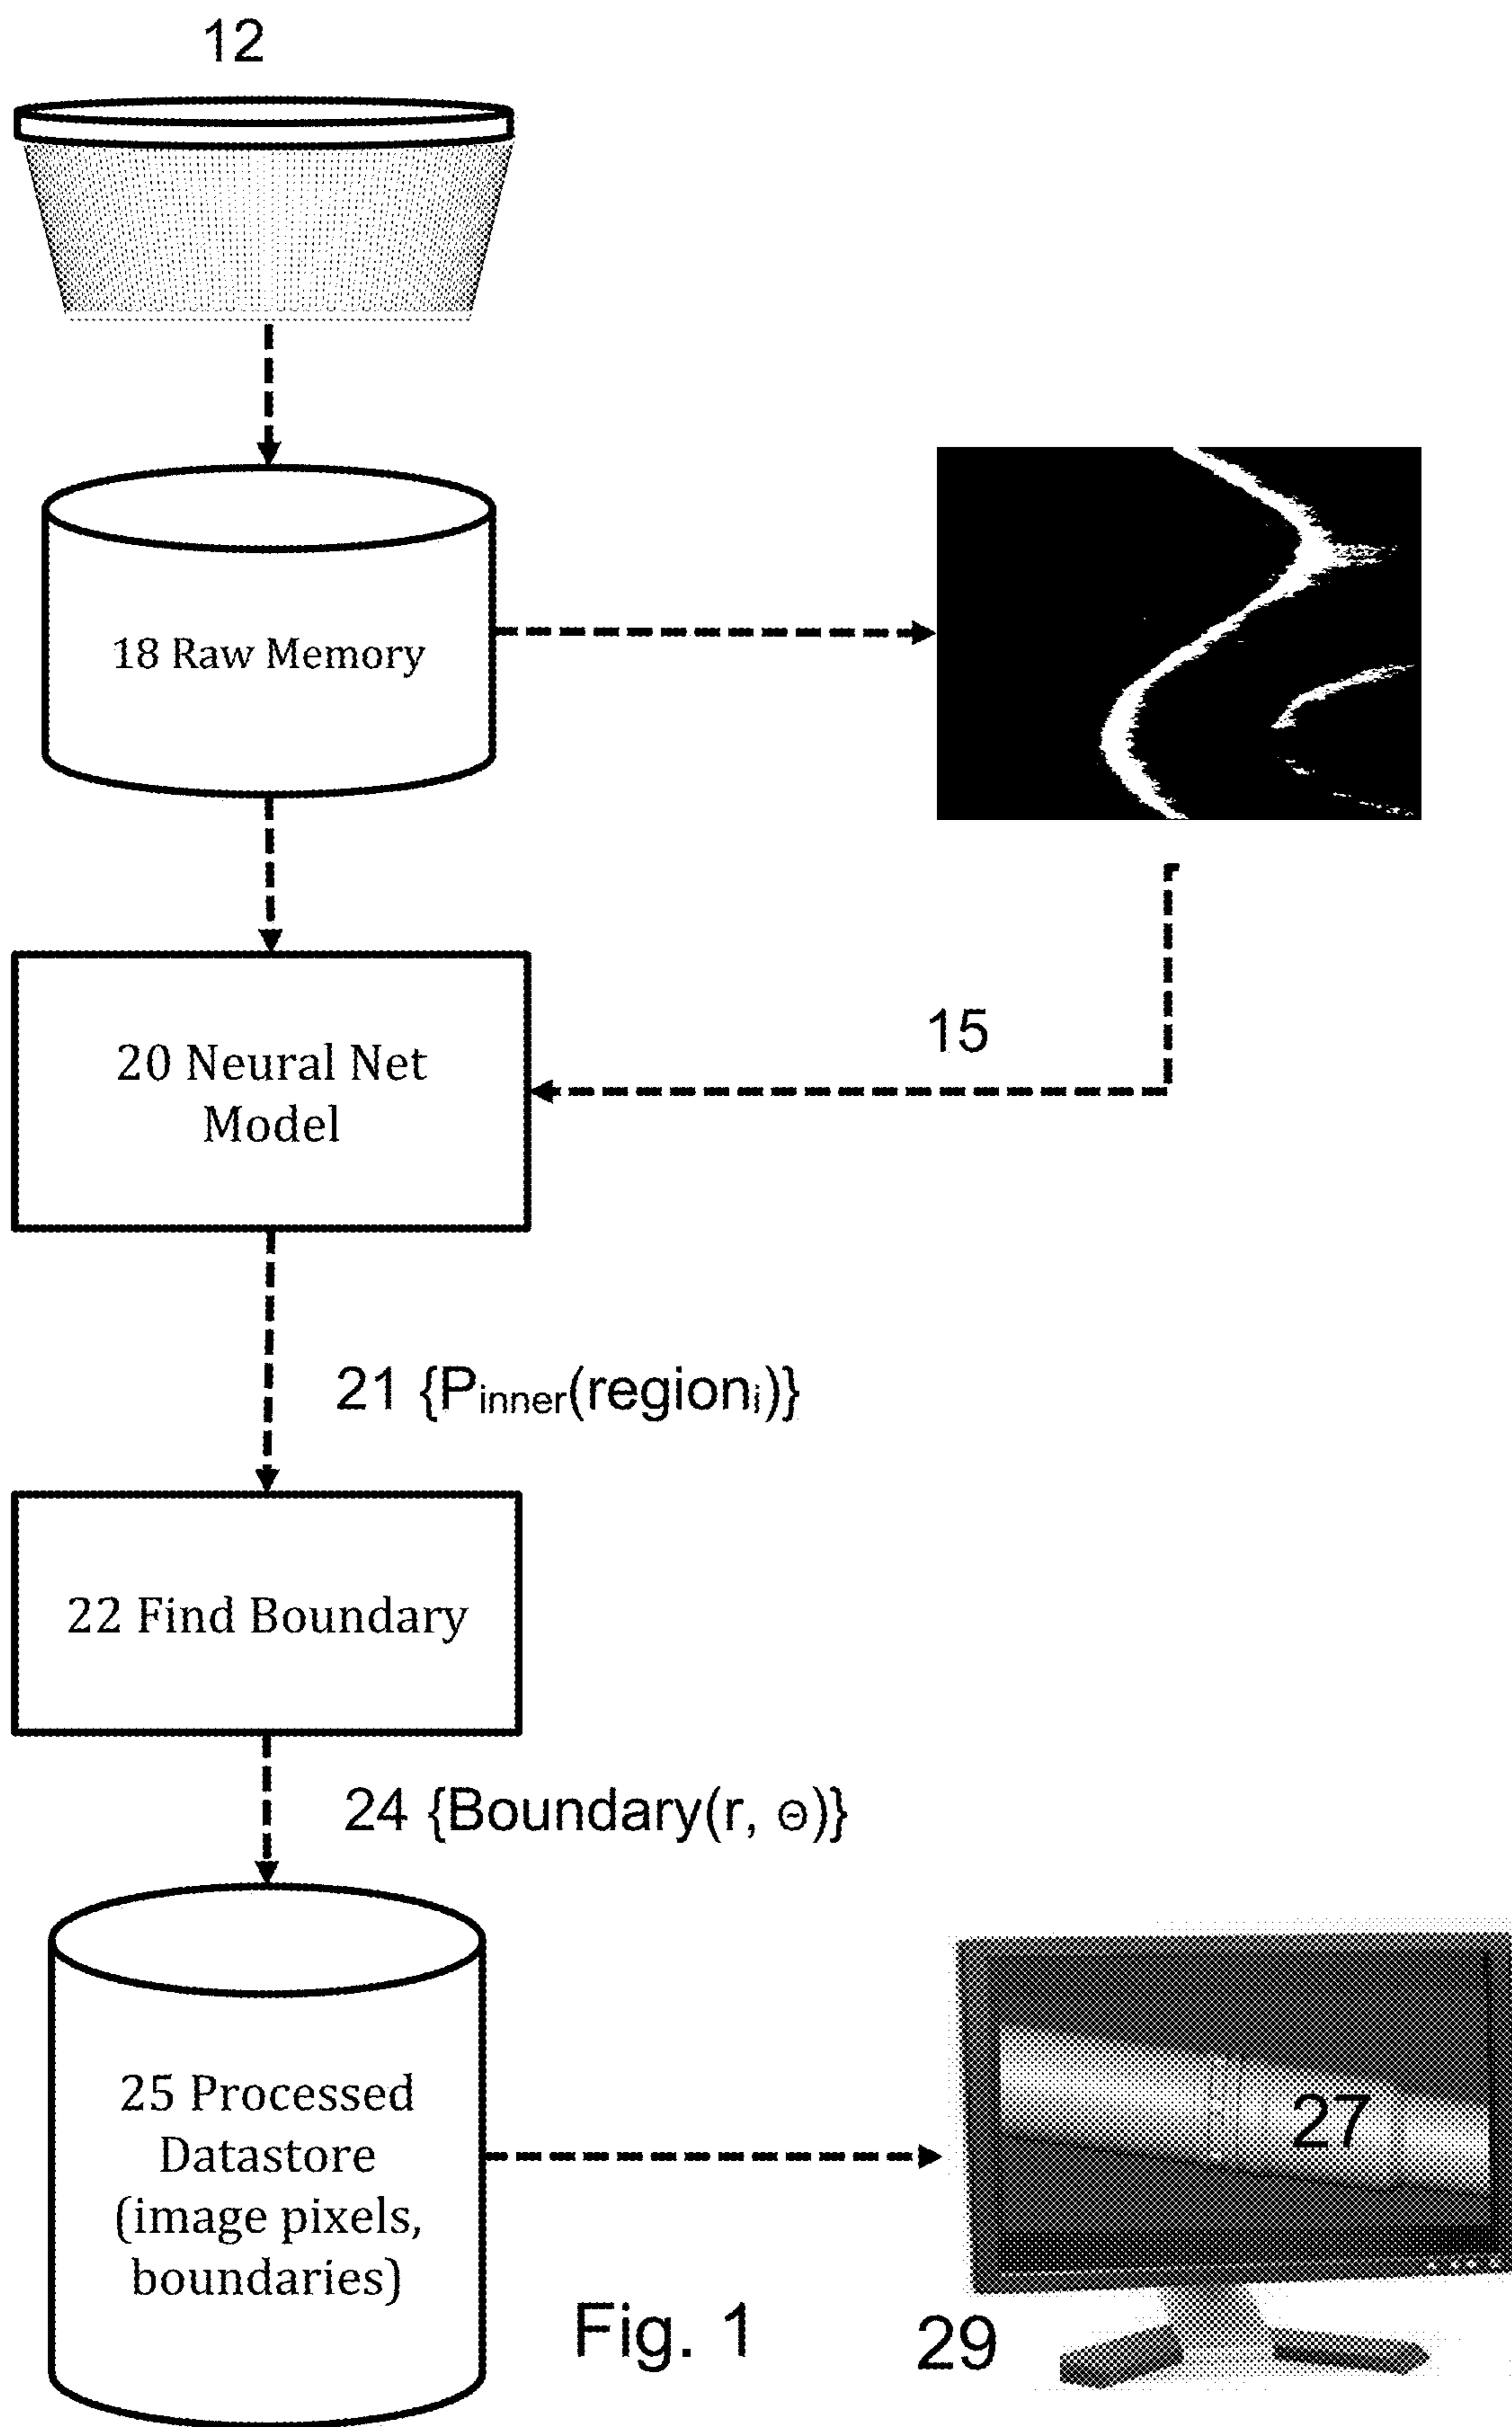 12
18 Raw Memory
15
20 Neural Net
Model
21 {Pinner(regioni)}
22 Find Boundary
24 {Boundary(r, Θ)}
25 Processed
Datastore
(image pixels,
boundaries)
27
Fig. 1
29